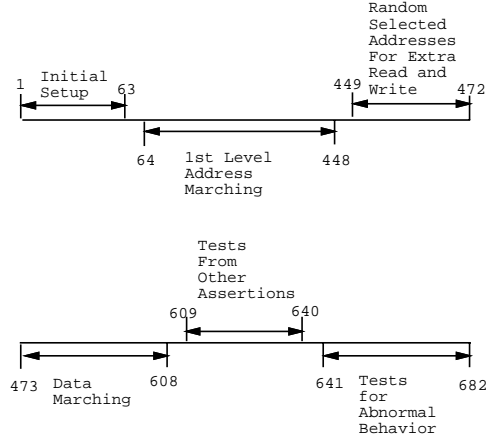 Random
Selected
Addresses
For Extra
Read and
Write
449
472
1
Initial
Setup
63
64
1st Level
Address
Marching
448
Tests
From
Other
Assertions
609
640
473
Data
Marching
608
641
Tests
for
Abnormal
Behavior
682